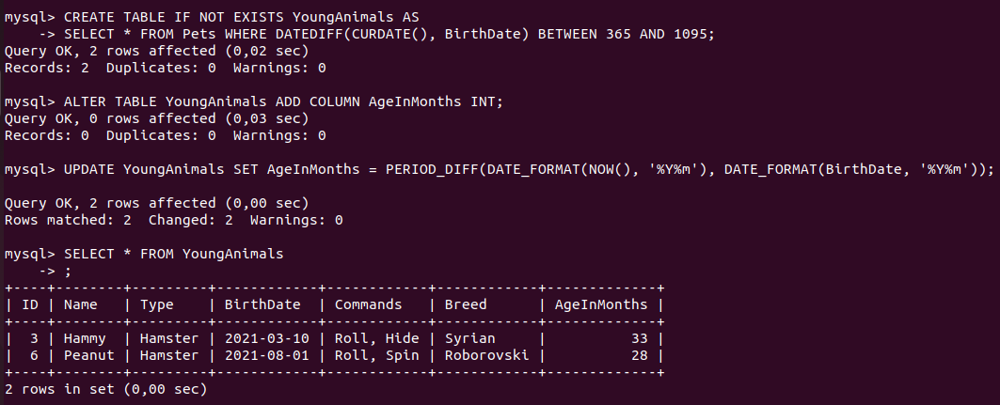 mysql> CREATE TABLE IF NOT EXISTS YoungAnimals AS
    -> SELECT * FROM Pets WHERE DATEDIFF(CURDATE(), BirthDate) BETWEEN 365 AND 1095;
Query OK, 2 rows affected (0,02 sec)
Records: 2  Duplicates: 0  Warnings: 0

mysql> ALTER TABLE YoungAnimals ADD COLUMN AgeInMonths INT;
Query OK, 0 rows affected (0,03 sec)
Records: 0  Duplicates: 0  Warnings: 0

mysql> UPDATE YoungAnimals SET AgeInMonths = PERIOD_DIFF(DATE_FORMAT(NOW(), '%Y%m'), DATE_FORMAT(BirthDate, '%Y%m'));

Query OK, 2 rows affected (0,00 sec)
Rows matched: 2  Changed: 2  Warnings: 0

mysql> SELECT * FROM YoungAnimals
    -> ;
+----+--------+---------+------------+------------+------------+-------------+
| ID | Name   | Type    | BirthDate  | Commands   | Breed      | AgeInMonths |
+----+--------+---------+------------+------------+------------+-------------+
|  3 | Hammy  | Hamster | 2021-03-10 | Roll, Hide | Syrian     |          33 |
|  6 | Peanut | Hamster | 2021-08-01 | Roll, Spin | Roborovski |          28 |
+----+--------+---------+------------+------------+------------+-------------+
2 rows in set (0,00 sec)